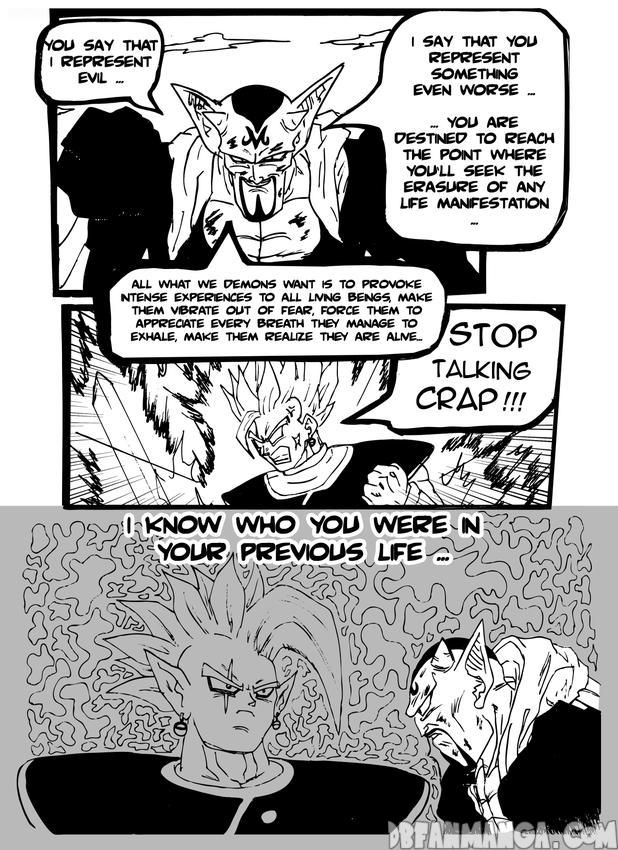 YOU SAY THAT
I REPRESENT
EVIL ...
I SAY THAT YOU
REPRESENT
SOMETHING
EVEN WORSE ...
... YOU ARE
DESTINED TO REACH
THE POINT WHERE
YOU'LL SEEK THE
ERASURE OF ANY
LIFE MANIFESTATION
...
ALL WHAT WE DEMONS WANT IS TO PROVOKE
INTENSE EXPERIENCES TO ALL LIVING BENGS, MAKE
THEM VIBRATE OUT OF FEAR, FORCE THEM TO
APPRECIATE EVERY BREATH THEY MANAGE TO
EXHALE, MAKE THEM REALIZE THEY ARE ALIVE...
STOP
TALKING
CRAP !!!
I KNOW WHO YOU WERE IN
YOUR PREVIOUS LIFE ...
DBFANMANGA.COM